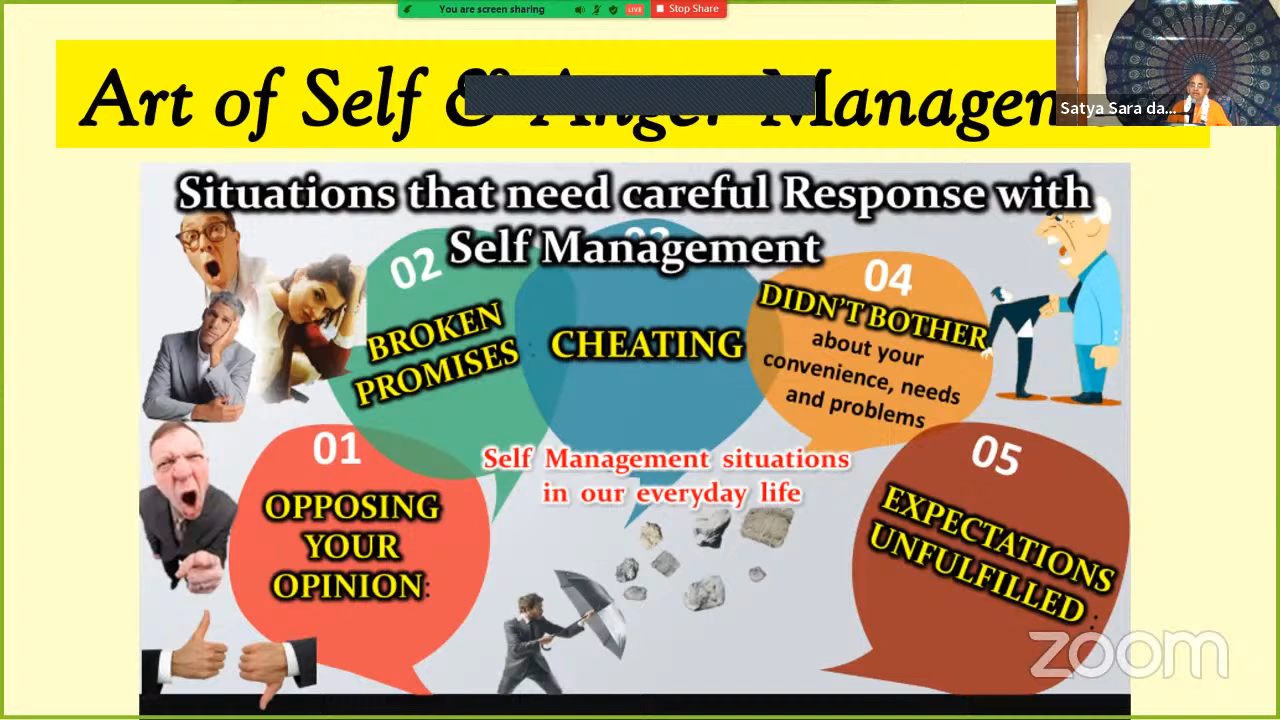 You are screen sharing
LIVE
Stop Share
Art of Self & Anger Managem
Satya Sara da...
Situations that need careful Response with
Self Management
01
OPPOSING
YOUR
OPINION:
02
BROKEN
PROMISES
03
CHEATING
04
DIDN'T BOTHER
about your
convenience, needs
and problems
05
EXPECTATIONS
UNFULFILLED :
Self Management situations
in our everyday life
zoom